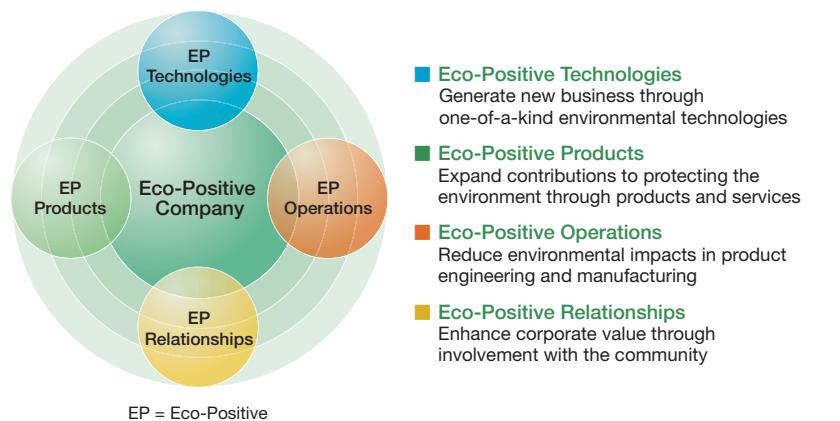 EP
Technologies
EP
Products
Eco-Positive
Company
EP
Operations
EP
Relationships
EP = Eco-Positive
Eco-Positive Technologies
Generate new business through
one-of-a-kind environmental technologies
Eco-Positive Products
Expand contributions to protecting the
environment through products and services
Eco-Positive Operations
Reduce environmental impacts in product
engineering and manufacturing
Eco-Positive Relationships
Enhance corporate value through
involvement with the community